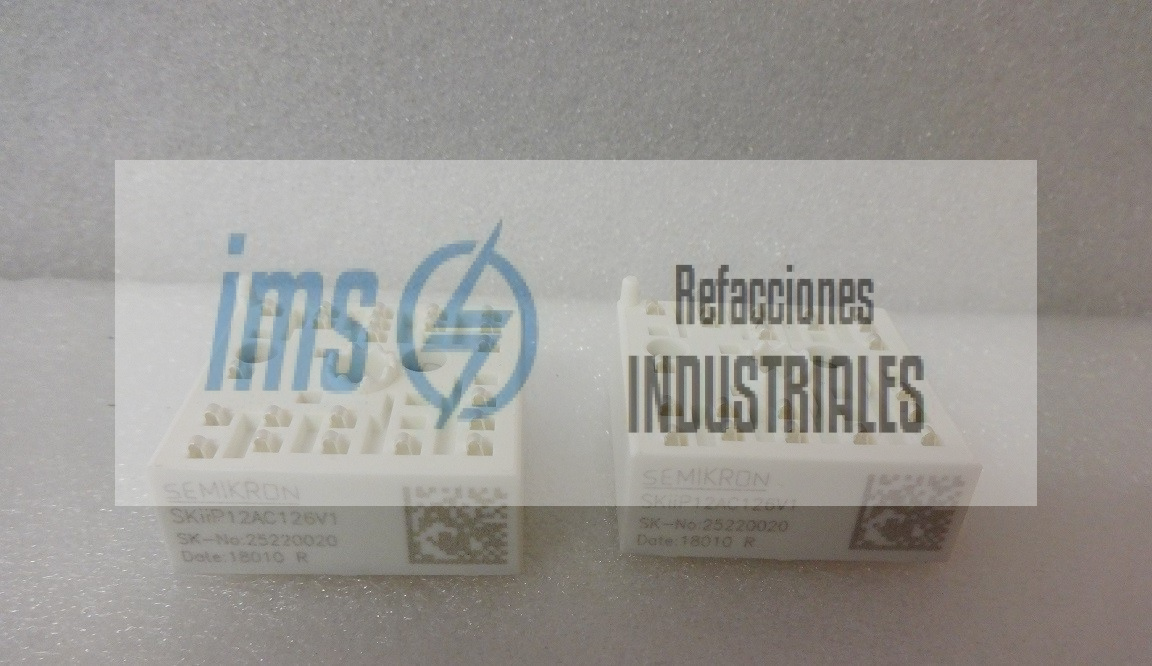 ims
Refacciones
INDUSTRIALES
SEMIKRON
SKiiP12AC126V1
SK-No:25220020
Date:18010 R
SEMIKRON
SKiiP12AC126V1
SK-No:25220020
Date:18010 R